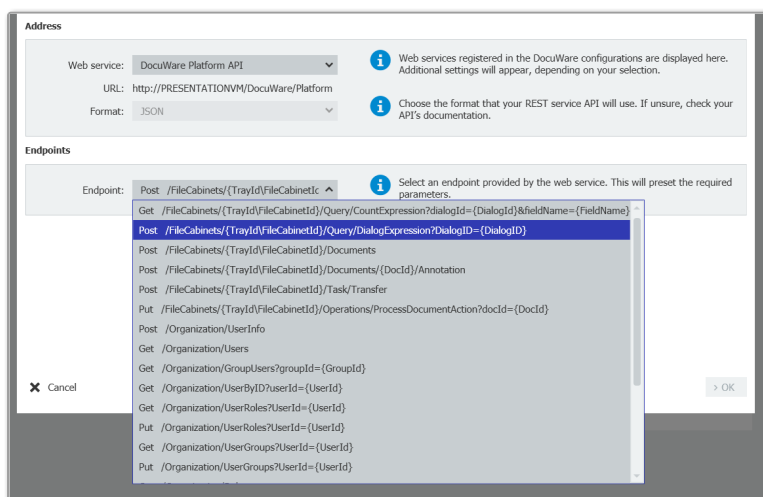 Address
Web service:
DocuWare Platform API
Web services registered in the DocuWare configurations are displayed here.
Additional settings will appear, depending on your selection.
URL:
http://PRESENTATIONVM/DocuWare/Platform
Format:
JSON
Choose the format that your REST service API will use. If unsure, check your
API's documentation.
Endpoints
Endpoint:
Post /FileCabinets/{TrayId\FileCabinetIc
Select an endpoint provided by the web service. This will preset the required
parameters.
Get /FileCabinets/{TrayId\FileCabinetId}/Query/CountExpression?dialogId={DialogId}&fieldName={FieldName}
Post /FileCabinets/{TrayId\FileCabinetId}/Query/DialogExpression?DialogID={DialogID}
Post /FileCabinets/{TrayId\FileCabinetId}/Documents
Post /FileCabinets/{TrayId\FileCabinetId}/Documents/{DocId}/Annotation
Post /FileCabinets/{TrayId\FileCabinetId}/Task/Transfer
Put /FileCabinets/{TrayId\FileCabinetId}/Operations/ProcessDocumentAction?docId={DocId}
Post /Organization/UserInfo
Get /Organization/Users
Get /Organization/GroupUsers?groupId={GroupId}
Get /Organization/UserByID?userId={UserId}
Get /Organization/UserRoles?UserId={UserId}
Put /Organization/UserRoles?UserId={UserId}
Get /Organization/UserGroups?UserId={UserId}
Put /Organization/UserGroups?UserId={UserId}
Cancel
> OK